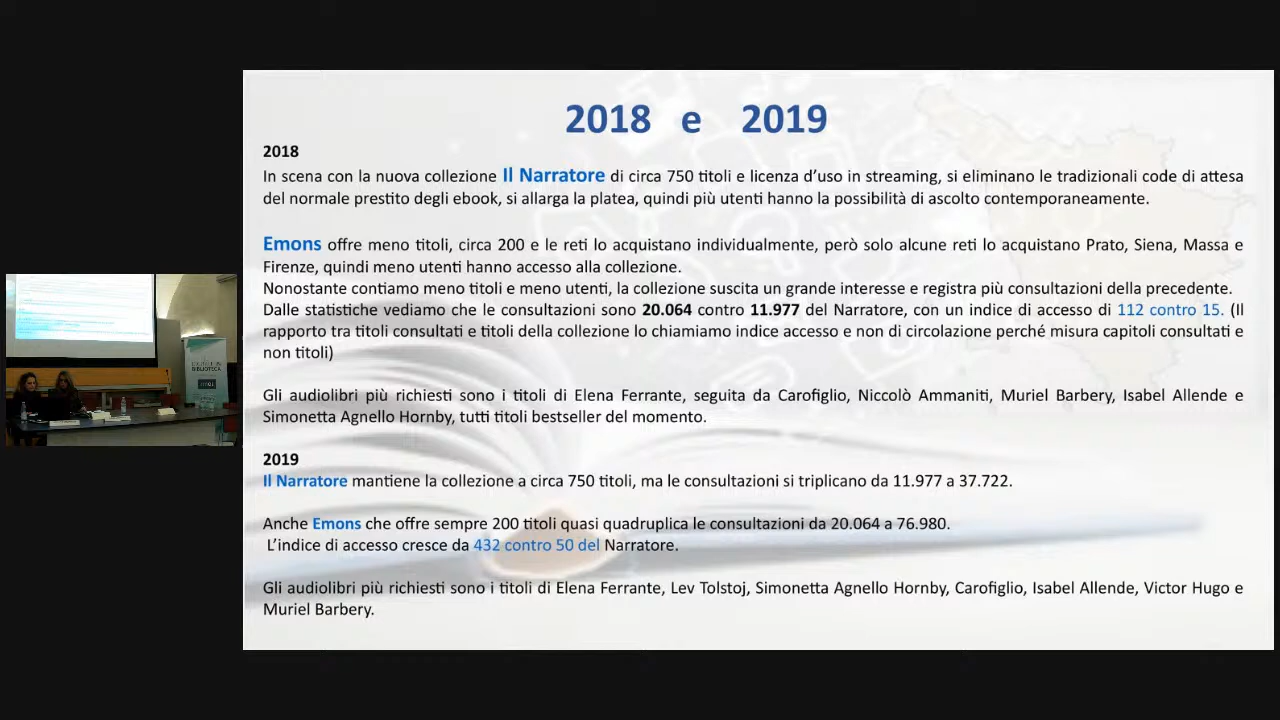 2018 e 2019
2018
In scena con la nuova collezione Il Narratore di circa 750 titoli e licenza d’uso in streaming, si eliminano le tradizionali code di attesa
del normale prestito degli ebook, si allarga la platea, quindi più utenti hanno la possibilità di ascolto contemporaneamente.
Emons offre meno titoli, circa 200 e le reti lo acquistano individualmente, però solo alcune reti lo acquistano Prato, Siena, Massa e
Firenze, quindi meno utenti hanno accesso alla collezione.
Nonostante contiamo meno titoli e meno utenti, la collezione suscita un grande interesse e registra più consultazioni della precedente.
Dalle statistiche vediamo che le consultazioni sono 20.064 contro 11.977 del Narratore, con un indice di accesso di 112 contro 15. (Il
rapporto tra titoli consultati e titoli della collezione lo chiamiamo indice accesso e non di circolazione perché misura capitoli consultati e
non titoli)
Gli audiolibri più richiesti sono i titoli di Elena Ferrante, seguita da Carofiglio, Niccolò Ammaniti, Muriel Barbery, Isabel Allende e
Simonetta Agnello Hornby, tutti titoli bestseller del momento.
2019
Il Narratore mantiene la collezione a circa 750 titoli, ma le consultazioni si triplicano da 11.977 a 37.722.
Anche Emons che offre sempre 200 titoli quasi quadruplica le consultazioni da 20.064 a 76.980.
L’indice di accesso cresce da 432 contro 50 del Narratore.
Gli audiolibri più richiesti sono i titoli di Elena Ferrante, Lev Tolstoj, Simonetta Agnello Hornby, Carofiglio, Isabel Allende, Victor Hugo e
Muriel Barbery.
BIBLIOTECA